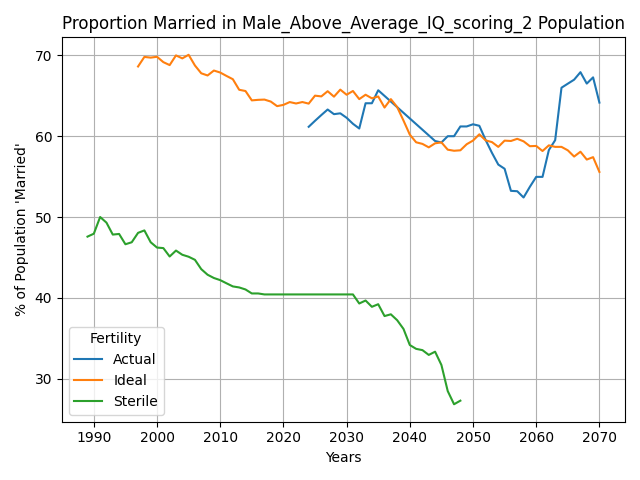 Proportion Married in Male_Above_Average_IQ_scoring_2 Population
% of Population 'Married'
70
60
50
40
30
Fertility
Actual
Ideal
Sterile
1990 2000 2010 2020 2030 2040 2050 2060 2070
Years